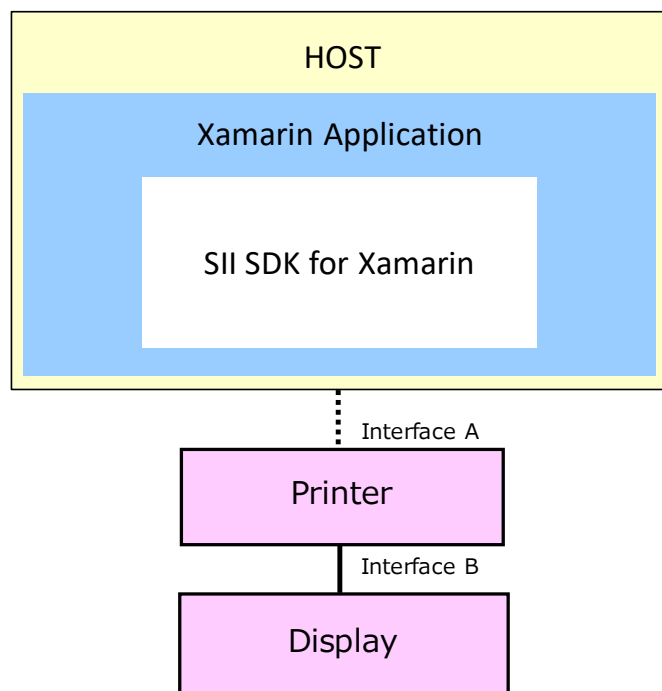 HOST
Xamarin Application
SII SDK for Xamarin
Interface A
Printer
Interface B
Display